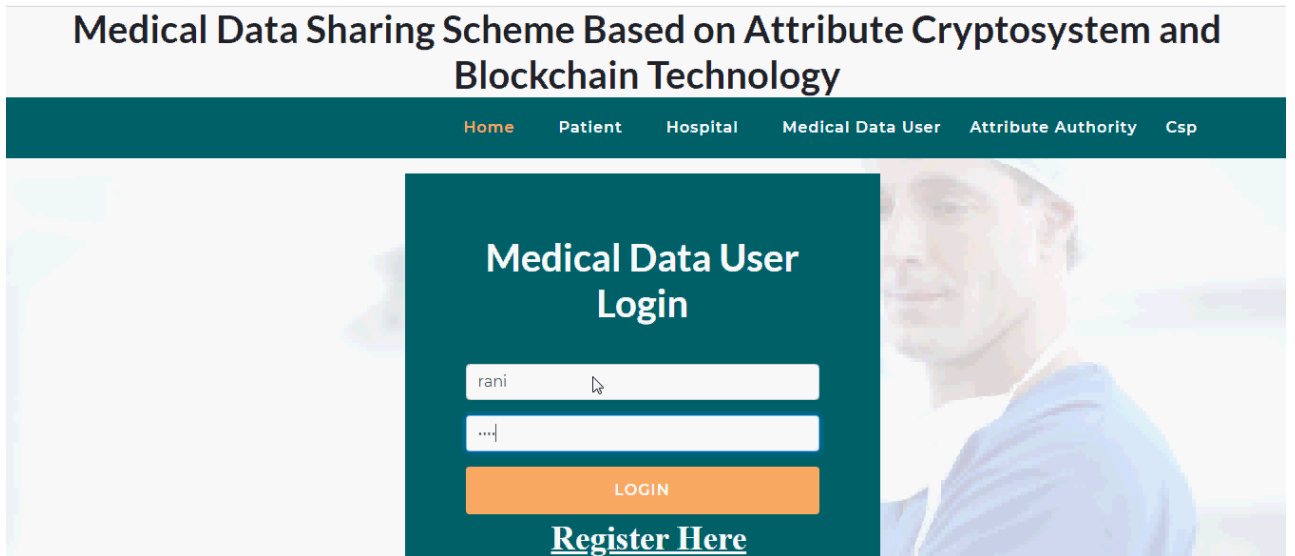 Medical Data Sharing Scheme Based on Attribute Cryptosystem and
Blockchain Technology
Home Patient Hospital Medical Data User Attribute Authority Csp
Medical Data User
Login
rani
····
LOGIN
Register Here